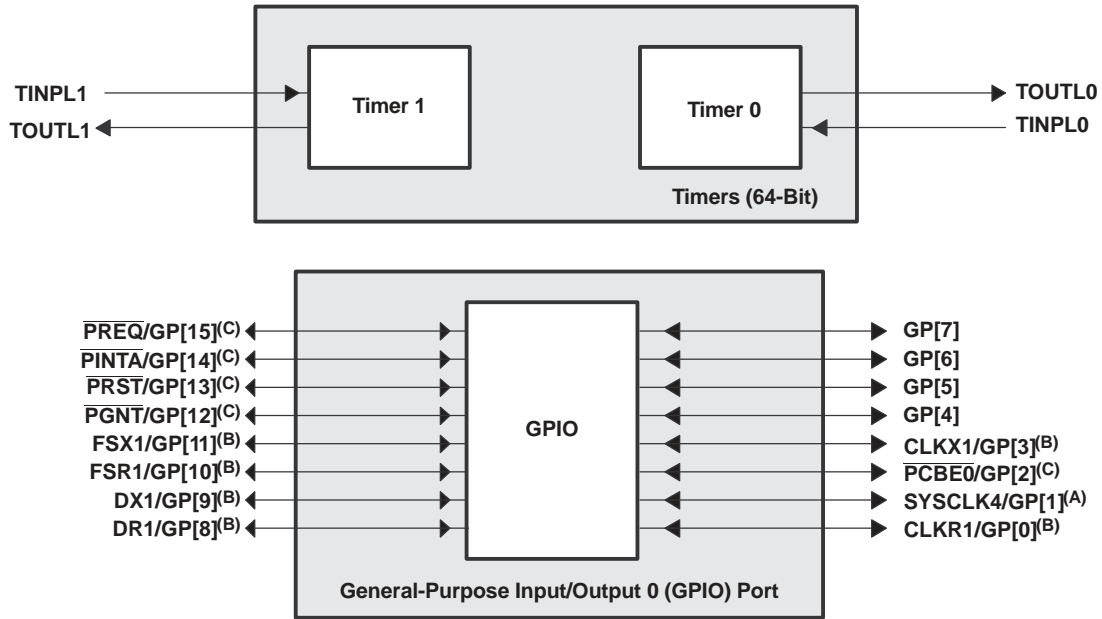 TINPL1
TOUTL1
Timer 1
Timer 0
TOUTL0
TINPL0
Timers (64-Bit)
PREQ/GP[15](C)
PINTA/GP[14](C)
PRST/GP[13](C)
PGNT/GP[12](C)
FSX1/GP[11](B)
FSR1/GP[10](B)
DX1/GP[9](B)
DR1/GP[8](B)
GPIO
GP[7]
GP[6]
GP[5]
GP[4]
CLKX1/GP[3](B)
PCBE0/GP[2](C)
SYSCLK4/GP[1](A)
CLKR1/GP[0](B)
General-Purpose Input/Output 0 (GPIO) Port